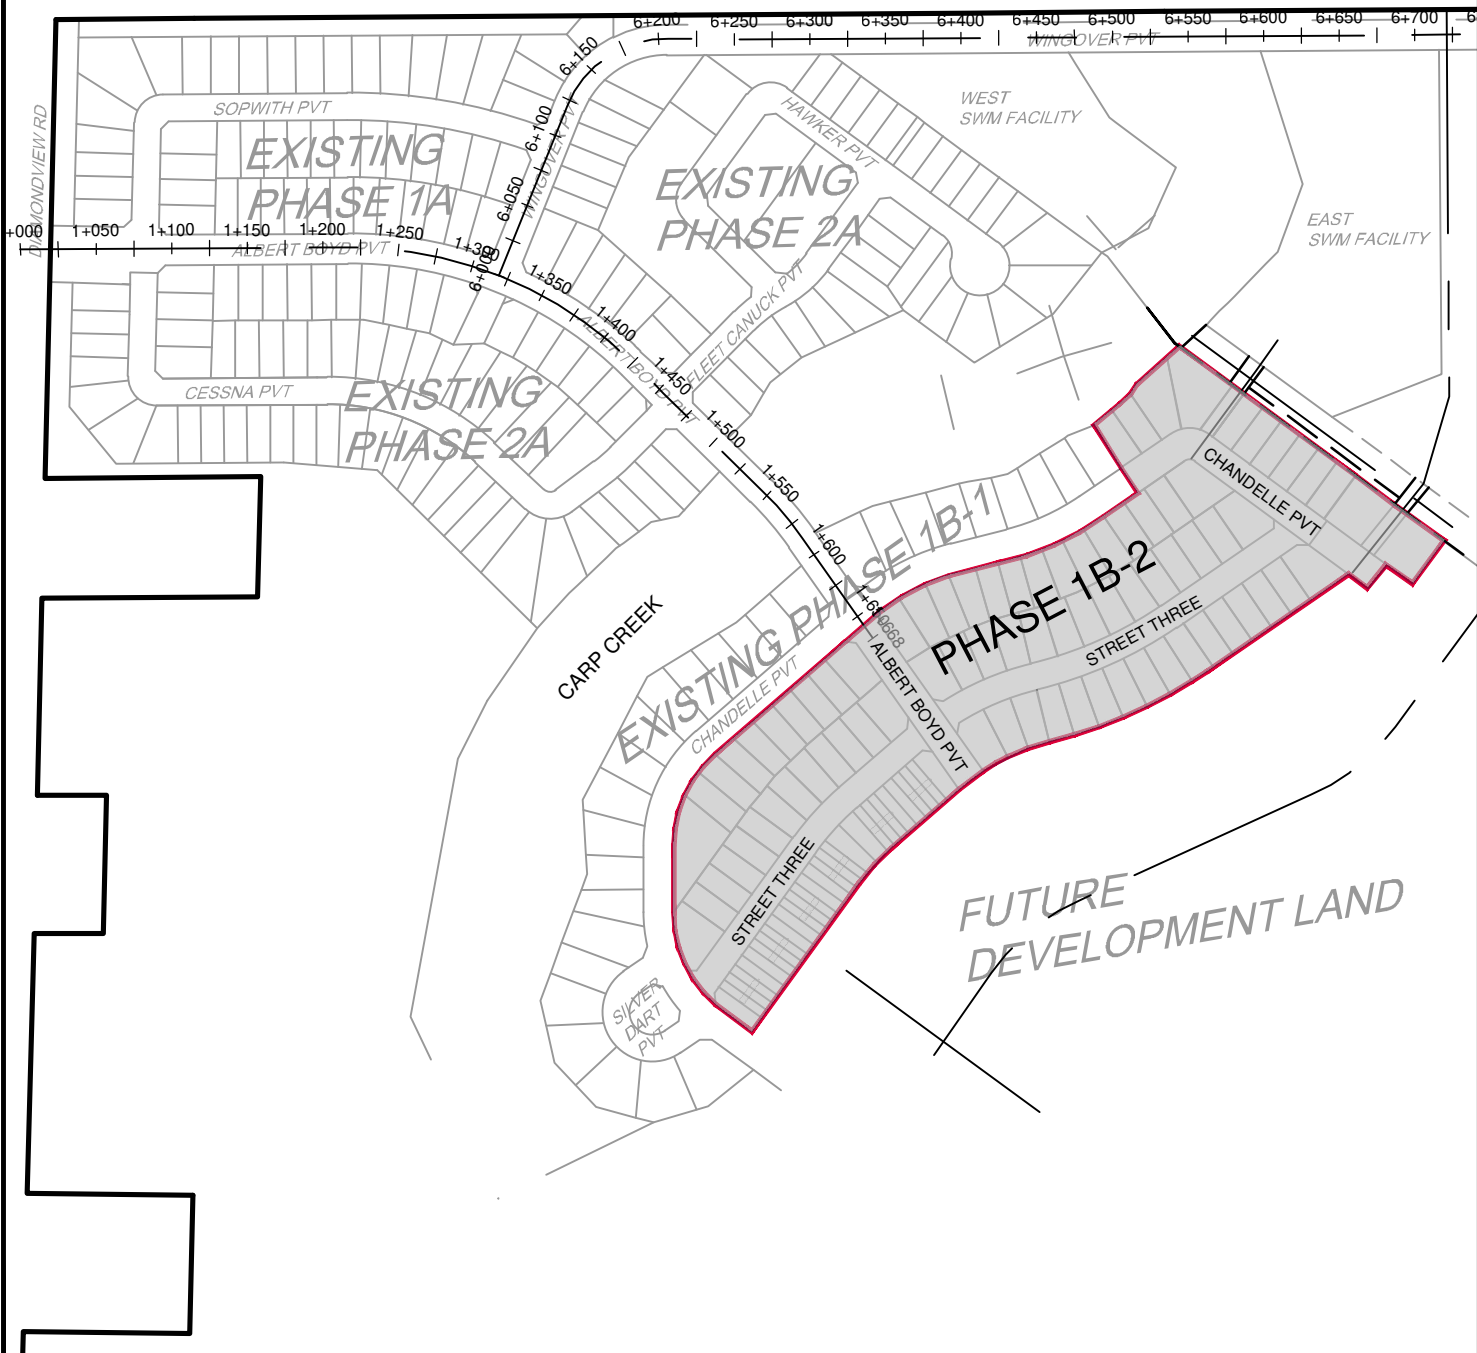 6+200
6+250
6+300
6+350
6+400
6+450
6+500
6+550
6+600
6+650
6+700
WINGOVER PVT
6+150
6+100
6+050
6+000
WINGOVER PVT
DIAMONDVIEW RD
SOPWITH PVT
EXISTING
PHASE 1A
HAWKER PVT
WEST
SWM FACILITY
EXISTING
PHASE 2A
EAST
SWM FACILITY
+000
1+050
1+100
1+150
1+200
1+250
1+300
1+350
1+400
1+450
1+500
1+550
1+600
ALBERT BOYD PVT
ALBERT BOYD PVT
FLEET CANUCK PVT
CESSNA PVT
EXISTING
PHASE 2A
CHANDELLE PVT
EXISTING PHASE 1B-1
PHASE 1B-2
STREET THREE
CARP CREEK
CHANDELLE PVT
ALBERT BOYD PVT
STREET THREE
FUTURE
DEVELOPMENT LAND
SILVER
DART
PVT